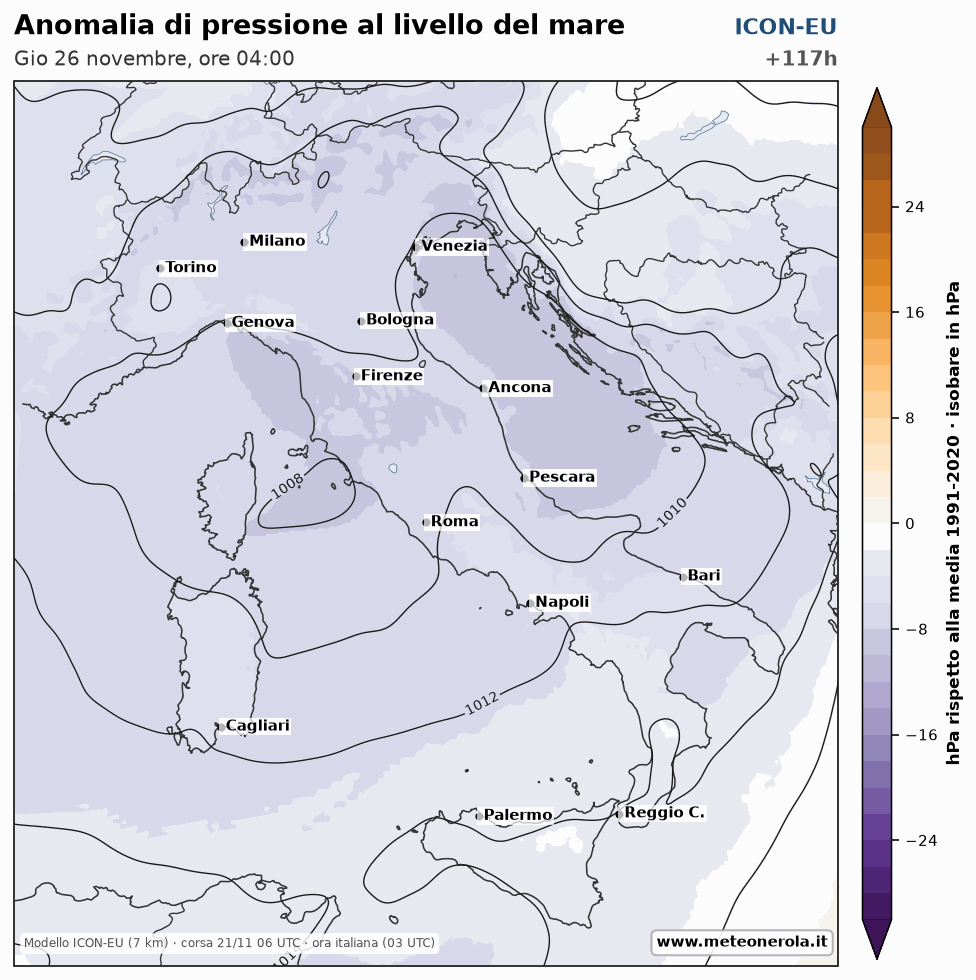 Anomalia di pressione al livello del mare
ICON-EU
Gio 26 novembre, ore 04:00
+117h
Milano
Venezia
Torino
Genova
Bologna
Firenze
Ancona
Pescara
1008
1010
Roma
Bari
Napoli
1012
Cagliari
Palermo
Reggio C.
Modello ICON-EU (7 km) · corsa 21/11 06 UTC · ora italiana (03 UTC)
www.meteonerola.it
24
16
8
0
−8
−16
−24
hPa rispetto alla media 1991-2020 · isobare in hPa